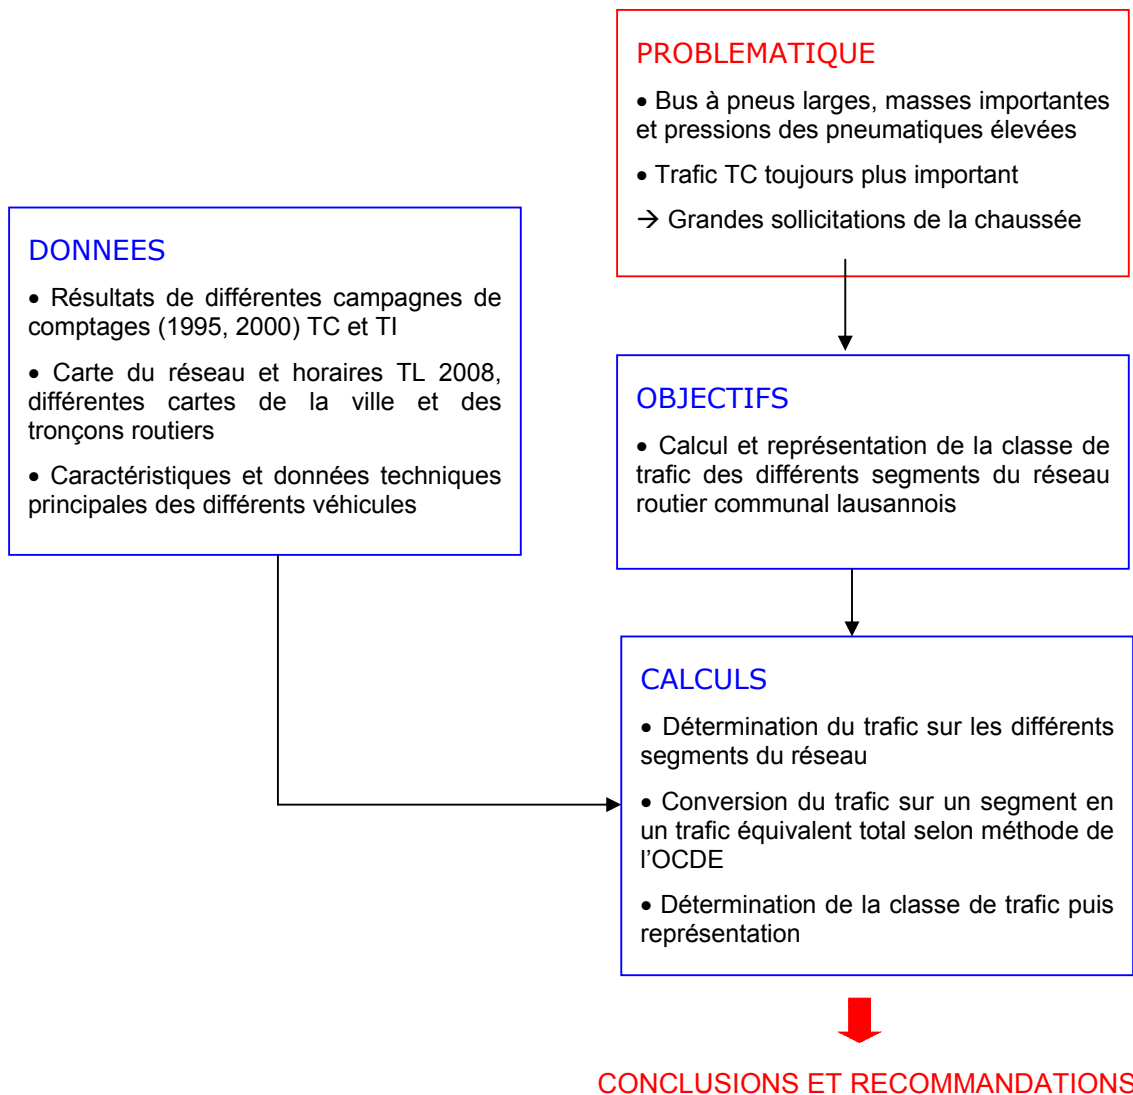 PROBLEMATIQUE
• Bus à pneus larges, masses importantes
et pressions des pneumatiques élevées
• Trafic TC toujours plus important
→ Grandes sollicitations de la chaussée
DONNEES
• Résultats de différentes campagnes de
comptages (1995, 2000) TC et TI
• Carte du réseau et horaires TL 2008,
différentes cartes de la ville et des
tronçons routiers
• Caractéristiques et données techniques
principales des différents véhicules
OBJECTIFS
• Calcul et représentation de la classe de
trafic des différents segments du réseau
routier communal lausannois
CALCULS
• Détermination du trafic sur les différents
segments du réseau
• Conversion du trafic sur un segment en
un trafic équivalent total selon méthode de
l'OCDE
• Détermination de la classe de trafic puis
représentation
CONCLUSIONS ET RECOMMANDATIONS